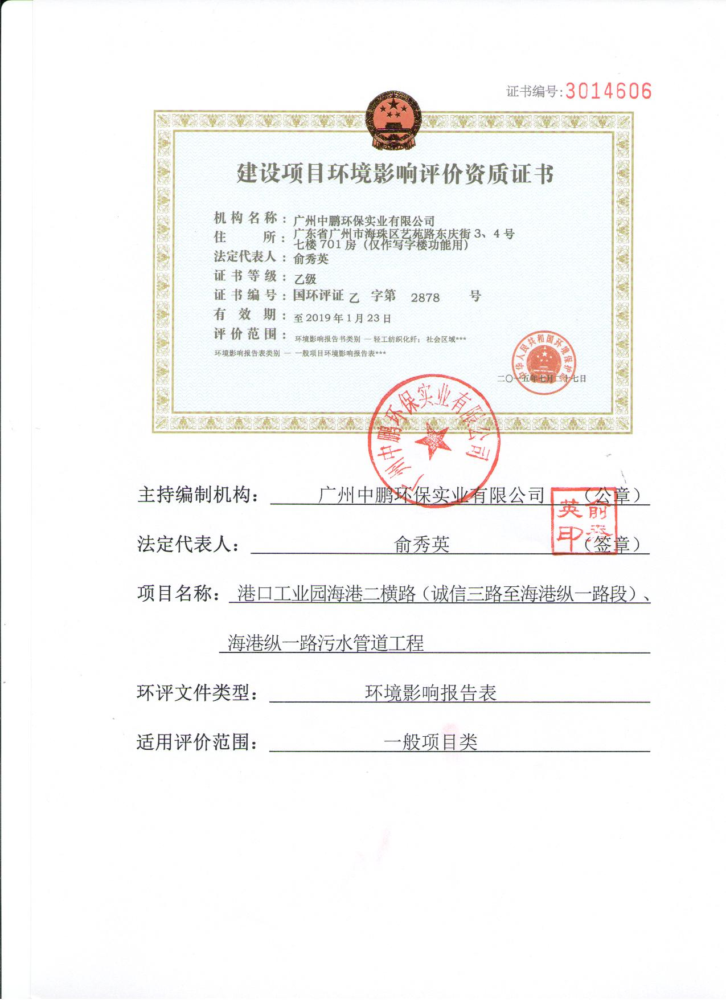 证书编号:3014606
建设项目环境影响评价资质证书
机构名称：广州中鹏环保实业有限公司
住所：广东省广州市海珠区艺苑路东庆街 3、4 号
七楼 701 房（仅作写字楼功能用）
法定代表人：俞秀英
证书等级：乙级
证书编号：国环评证 乙 字第 2878 号
有效期：至 2019 年 1 月 23 日
评价范围：环境影响报告书类别 — 轻工纺织化纤； 社会区域***
环境影响报告表类别 — 一般项目环境影响报告表***
中华人民共和国环境保护部
二〇一五年七月二十七日
广州中鹏环保实业有限公司
主持编制机构：广州中鹏环保实业有限公司（公章）
俞秀英印
法定代表人：俞秀英（签章）
项目名称：港口工业园海港二横路（诚信三路至海港纵一路段）、
海港纵一路污水管道工程
环评文件类型：环境影响报告表
适用评价范围：一般项目类